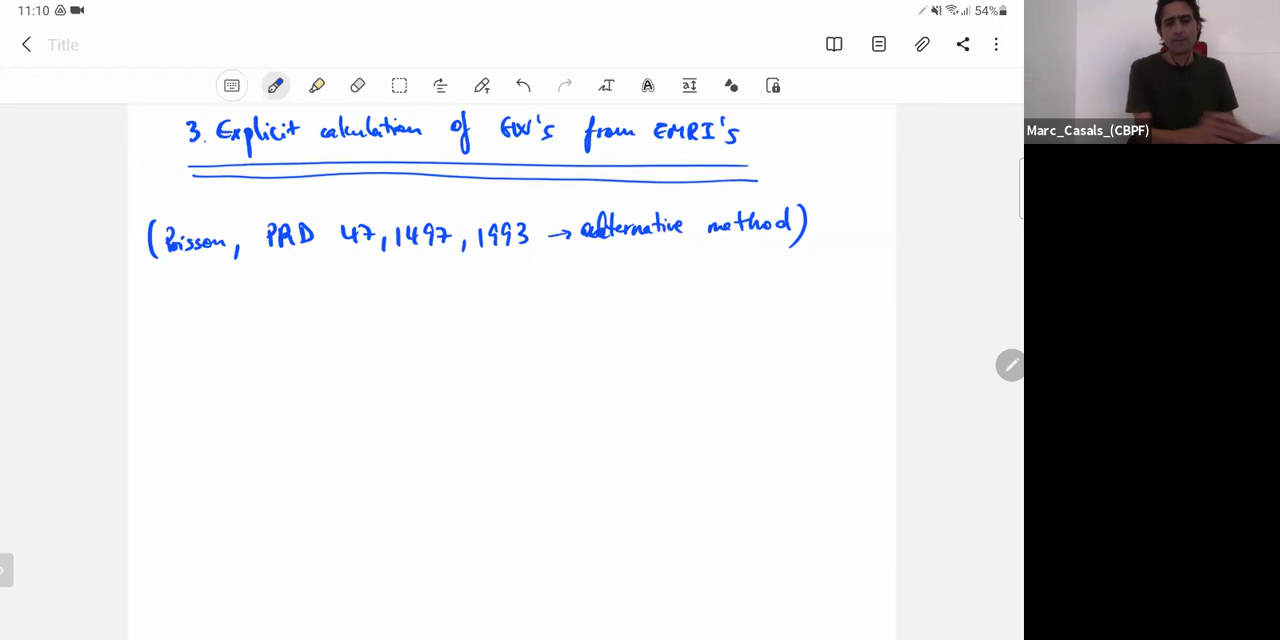 11:10
54%
Title
Marc_Casals_(CBPF)
3. Explicit calculation of GW's from EMRI's
(Poisson, PRD 47, 1497, 1993 → alternative method)